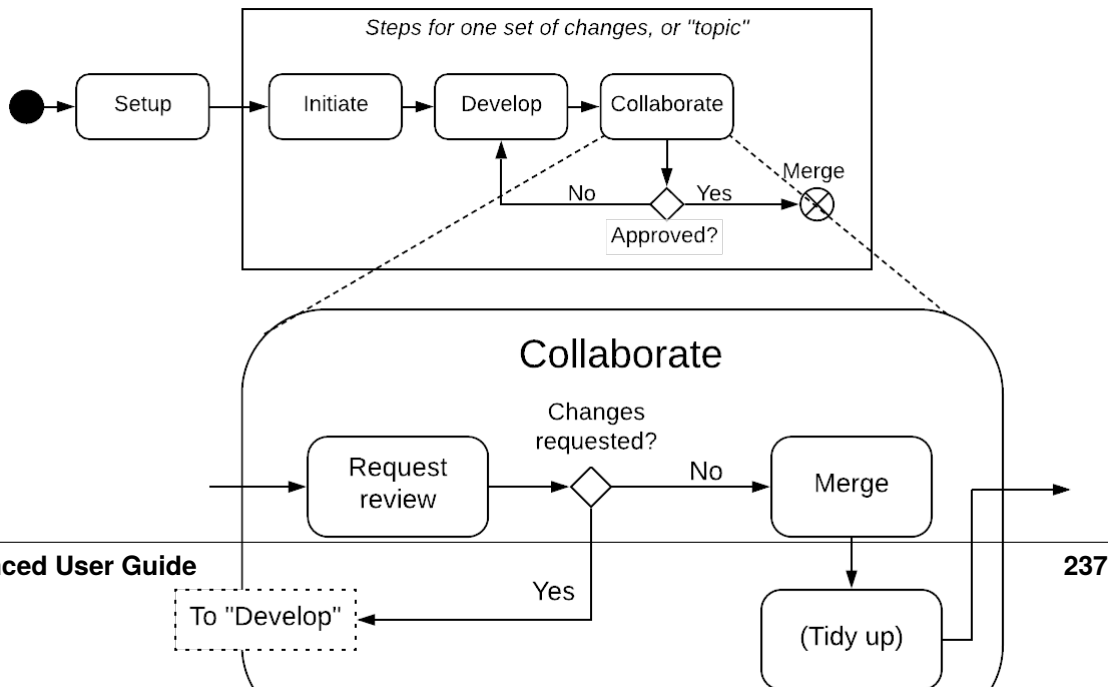 Steps for one set of changes, or "topic"
Setup
Initiate
Develop
Collaborate
Merge
No
Yes
Approved?
Collaborate
Changes
requested?
Request
review
No
Merge
ced User Guide
237
Yes
To "Develop"
(Tidy up)